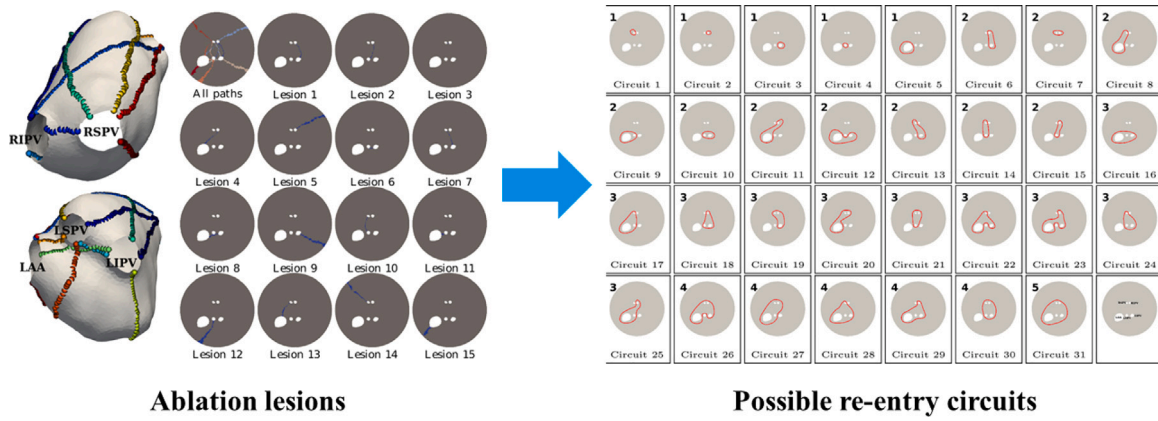 RIPV
RSPV
LSPV
LAA
LIPV
All paths Lesion 1 Lesion 2 Lesion 3
Lesion 4 Lesion 5 Lesion 6 Lesion 7
Lesion 8 Lesion 9 Lesion 10 Lesion 11
Lesion 12 Lesion 13 Lesion 14 Lesion 15
1 1 1 1 1 2 2 2
Circuit 1 Circuit 2 Circuit 3 Circuit 4 Circuit 5 Circuit 6 Circuit 7 Circuit 8
2 2 2 2 2 2 2 3
Circuit 9 Circuit 10 Circuit 11 Circuit 12 Circuit 13 Circuit 14 Circuit 15 Circuit 16
3 3 3 3 3 3 3 3
Circuit 17 Circuit 18 Circuit 19 Circuit 20 Circuit 21 Circuit 22 Circuit 23 Circuit 24
3 4 4 4 4 4 5
Circuit 25 Circuit 26 Circuit 27 Circuit 28 Circuit 29 Circuit 30 Circuit 31
Ablation lesions
Possible re-entry circuits